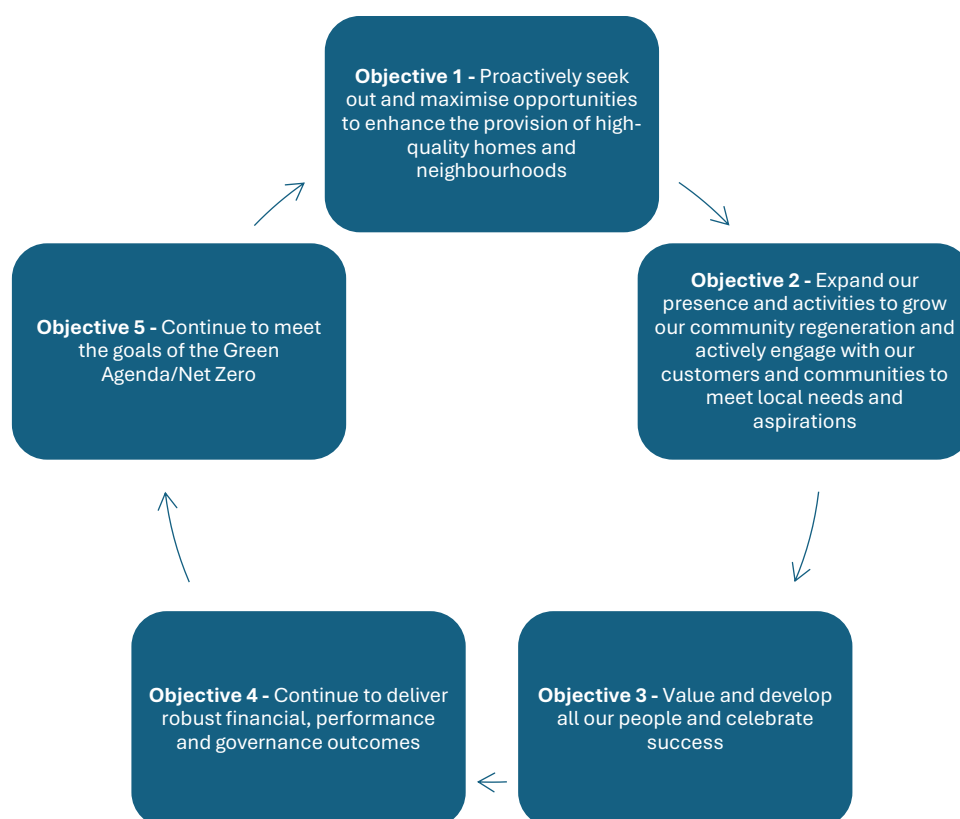 Objective 1 - Proactively seek
out and maximise opportunities
to enhance the provision of high-
quality homes and
neighbourhoods
Objective 2 - Expand our
presence and activities to grow
our community regeneration and
actively engage with our
customers and communities to
meet local needs and
aspirations
Objective 3 - Value and develop
all our people and celebrate
success
Objective 4 - Continue to deliver
robust financial, performance
and governance outcomes
Objective 5 - Continue to meet
the goals of the Green
Agenda/Net Zero